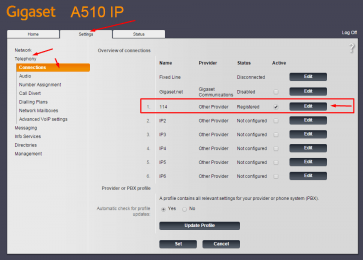 Gigaset A510 IP
Home Settings Status Log Off
Network
Telephony
Connections
Audio
Number Assignment
Call Divert
Dialling Plans
Network Mailboxes
Advanced VoIP settings
Messaging
Info Services
Directories
Management
Overview of connections
?
Name Provider Status Active
Fixed Line Disconnected Edit
Gigaset.net Gigaset Communications Disabled Edit
1 114 Other Provider Registered Edit
2 IP2 Other Provider Not configured Edit
3 IP3 Other Provider Not configured Edit
4 IP4 Other Provider Not configured Edit
5 IP5 Other Provider Not configured Edit
6 IP6 Other Provider Not configured Edit
Provider or PBX profile
A profile contains all relevant settings for your provider or phone system (PBX).
Automatic check for profile updates: Yes No
Update Profile
Set Cancel